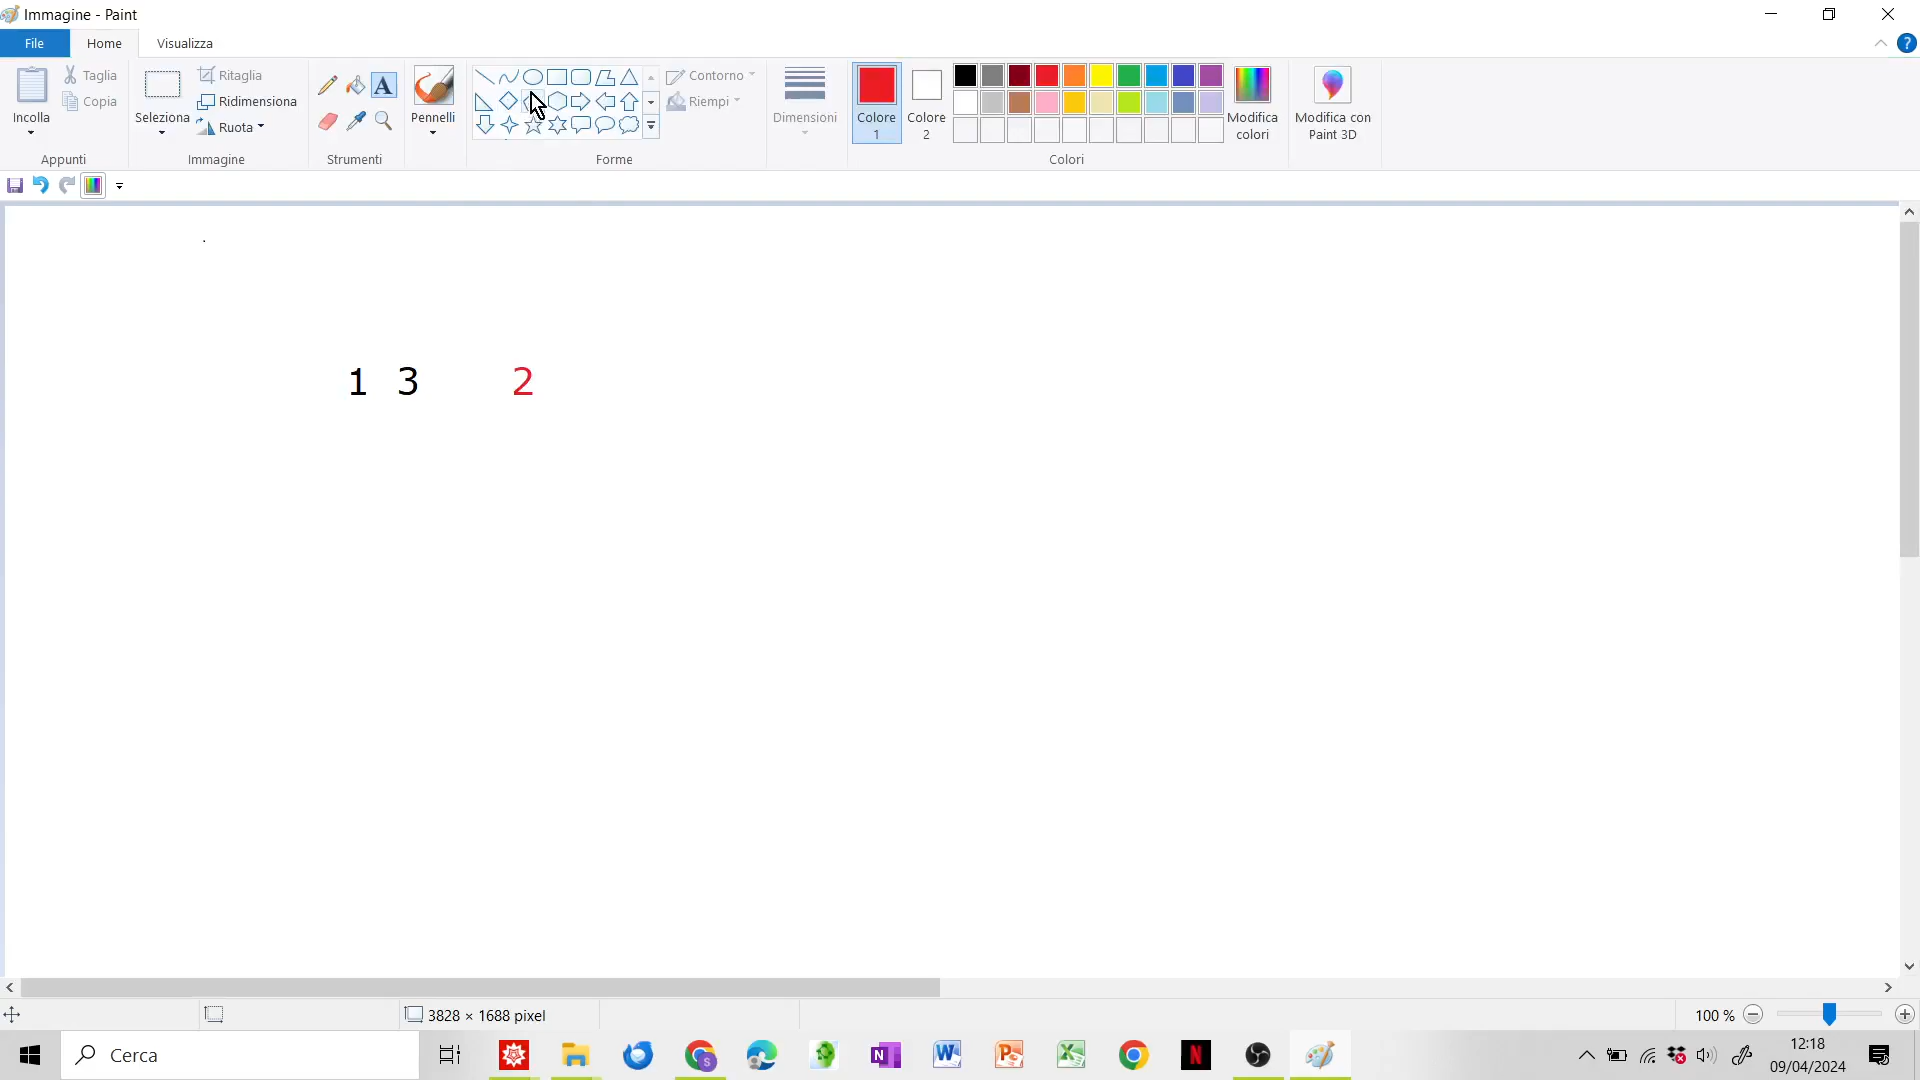 Immagine - Paint
File Home Visualizza
Incolla
Taglia
Copia
Appunti
Seleziona
Ritaglia
Ridimensiona
Ruota
Immagine
A
Strumenti
Pennelli
Forme
Contorno
Riempi
Dimensioni
Colore
1
Colore
2
Colori
Modifica
colori
Modifica con
Paint 3D
?
1 3 2
3828 × 1688 pixel
100 %
Cerca
12:18
09/04/2024